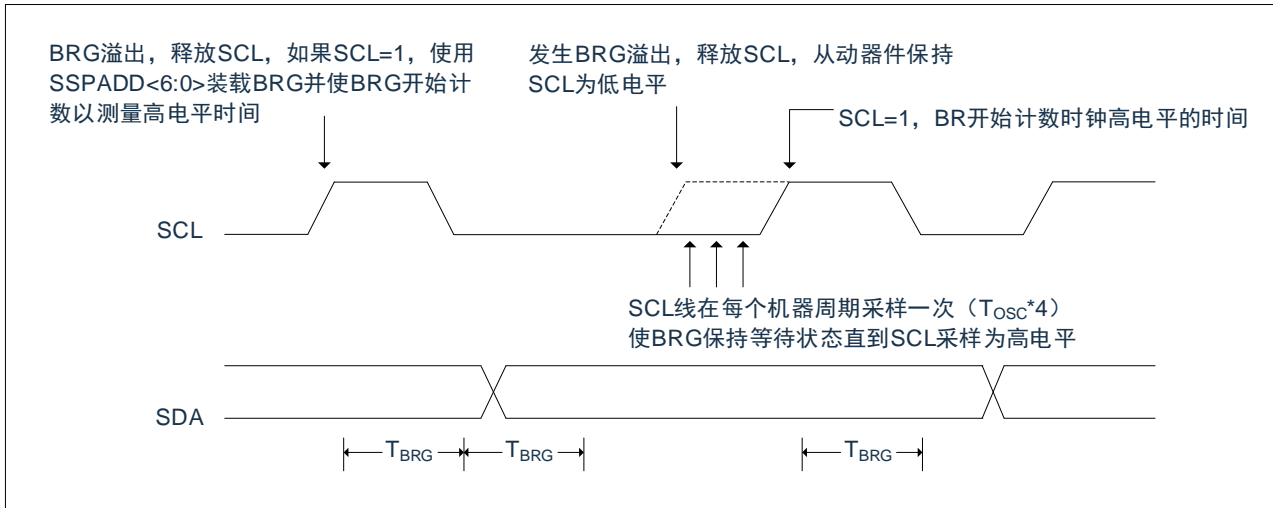 BRG溢出，释放SCL，如果SCL=1，使用
SSPADD<6:0>装载BRG并使BRG开始计
数以测量高电平时间
发生BRG溢出，释放SCL，从动器件保持
SCL为低电平
SCL=1，BR开始计数时钟高电平的时间
SCL
SCL线在每个机器周期采样一次（TOSC*4）
使BRG保持等待状态直到SCL采样为高电平
SDA
TBRG
TBRG
TBRG